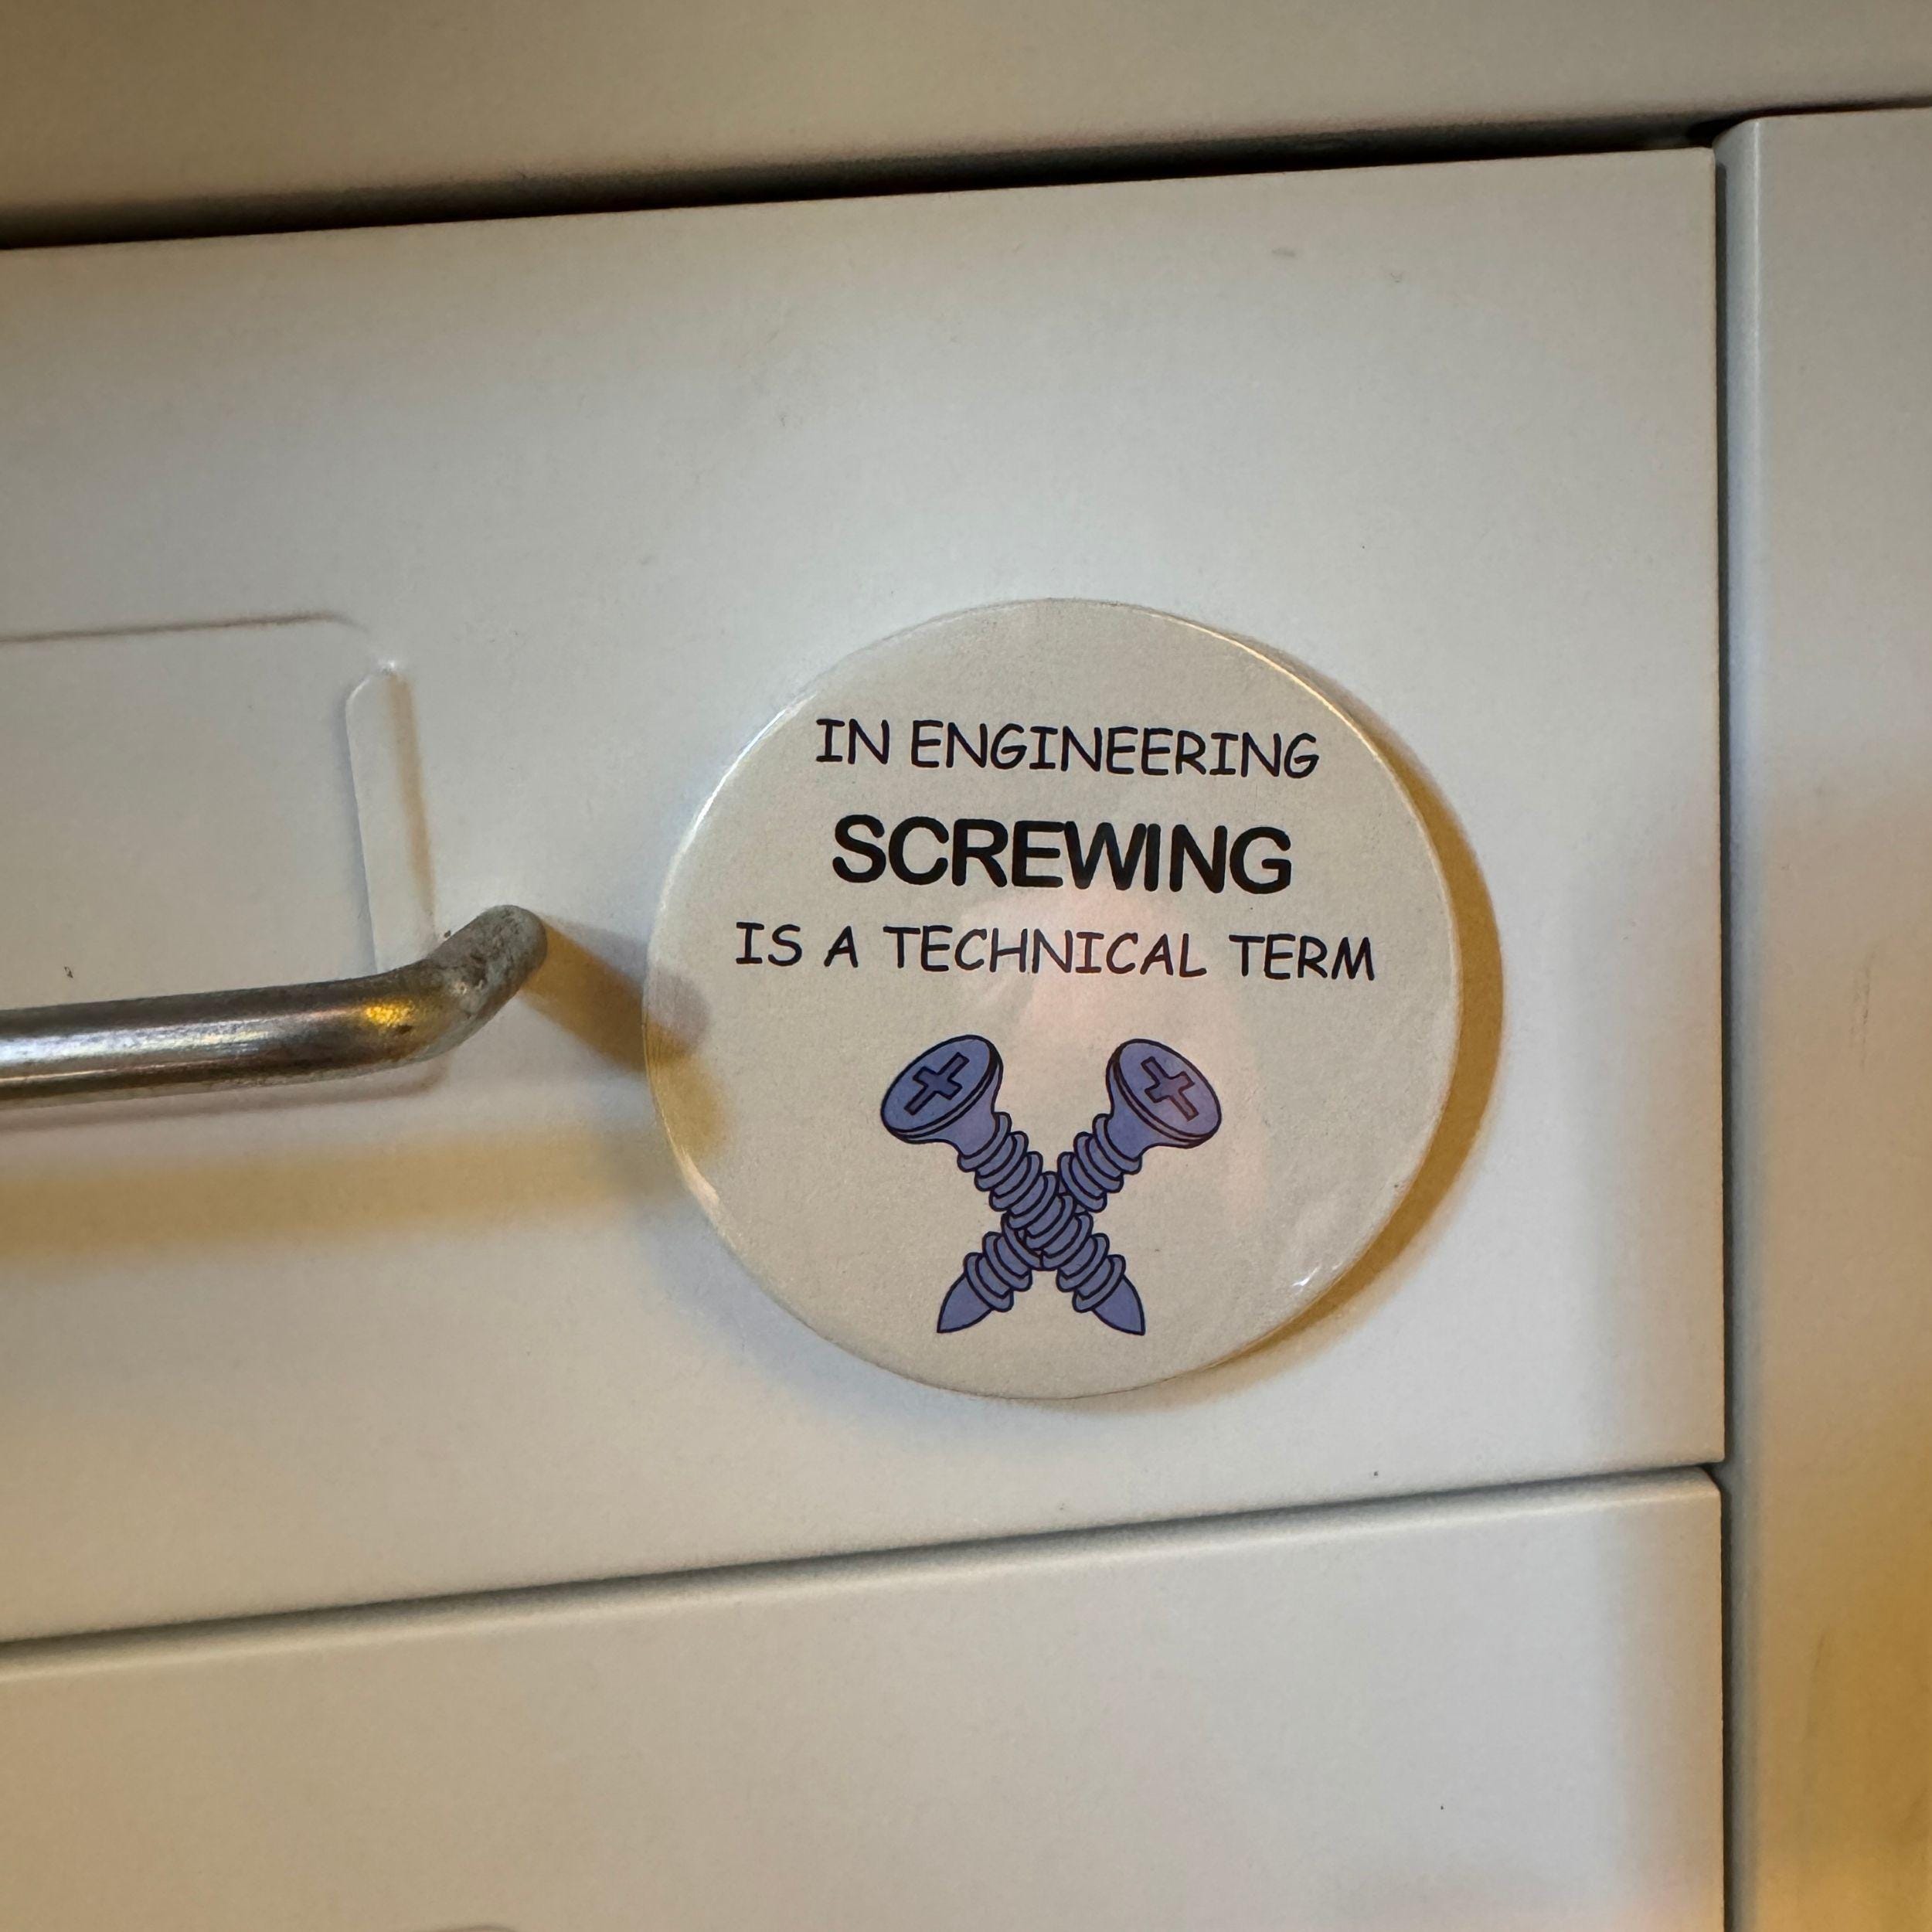 IN ENGINEERING
SCREWING
IS A TECHNICAL TERM